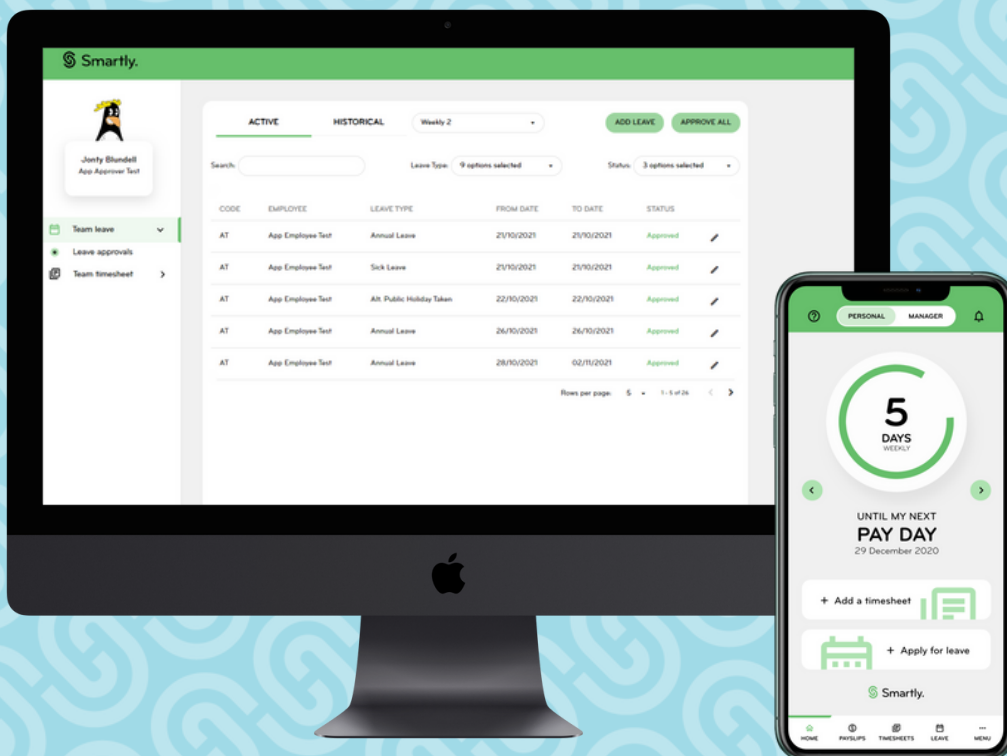 Smartly.
Jonty Blundell
App Approver Test
Team leave
Leave approvals
Team timesheet
ACTIVE HISTORICAL Weekly 2 ADD LEAVE APPROVE ALL
Search: Leave Type: 9 options selected Status: 3 options selected
CODE EMPLOYEE LEAVE TYPE FROM DATE TO DATE STATUS
AT App Employee Test Annual Leave 21/10/2021 21/10/2021 Approved
AT App Employee Test Sick Leave 21/10/2021 21/10/2021 Approved
AT App Employee Test Alt. Public Holiday Taken 22/10/2021 22/10/2021 Approved
AT App Employee Test Annual Leave 26/10/2021 26/10/2021 Approved
AT App Employee Test Annual Leave 28/10/2021 02/11/2021 Approved
Rows per page: 5 1 - 5 of 26
PERSONAL MANAGER
5
DAYS
WEEKLY
UNTIL MY NEXT
PAY DAY
29 December 2020
+ Add a timesheet
+ Apply for leave
Smartly.
HOME PAYSLIPS TIMESHEETS LEAVE MENU